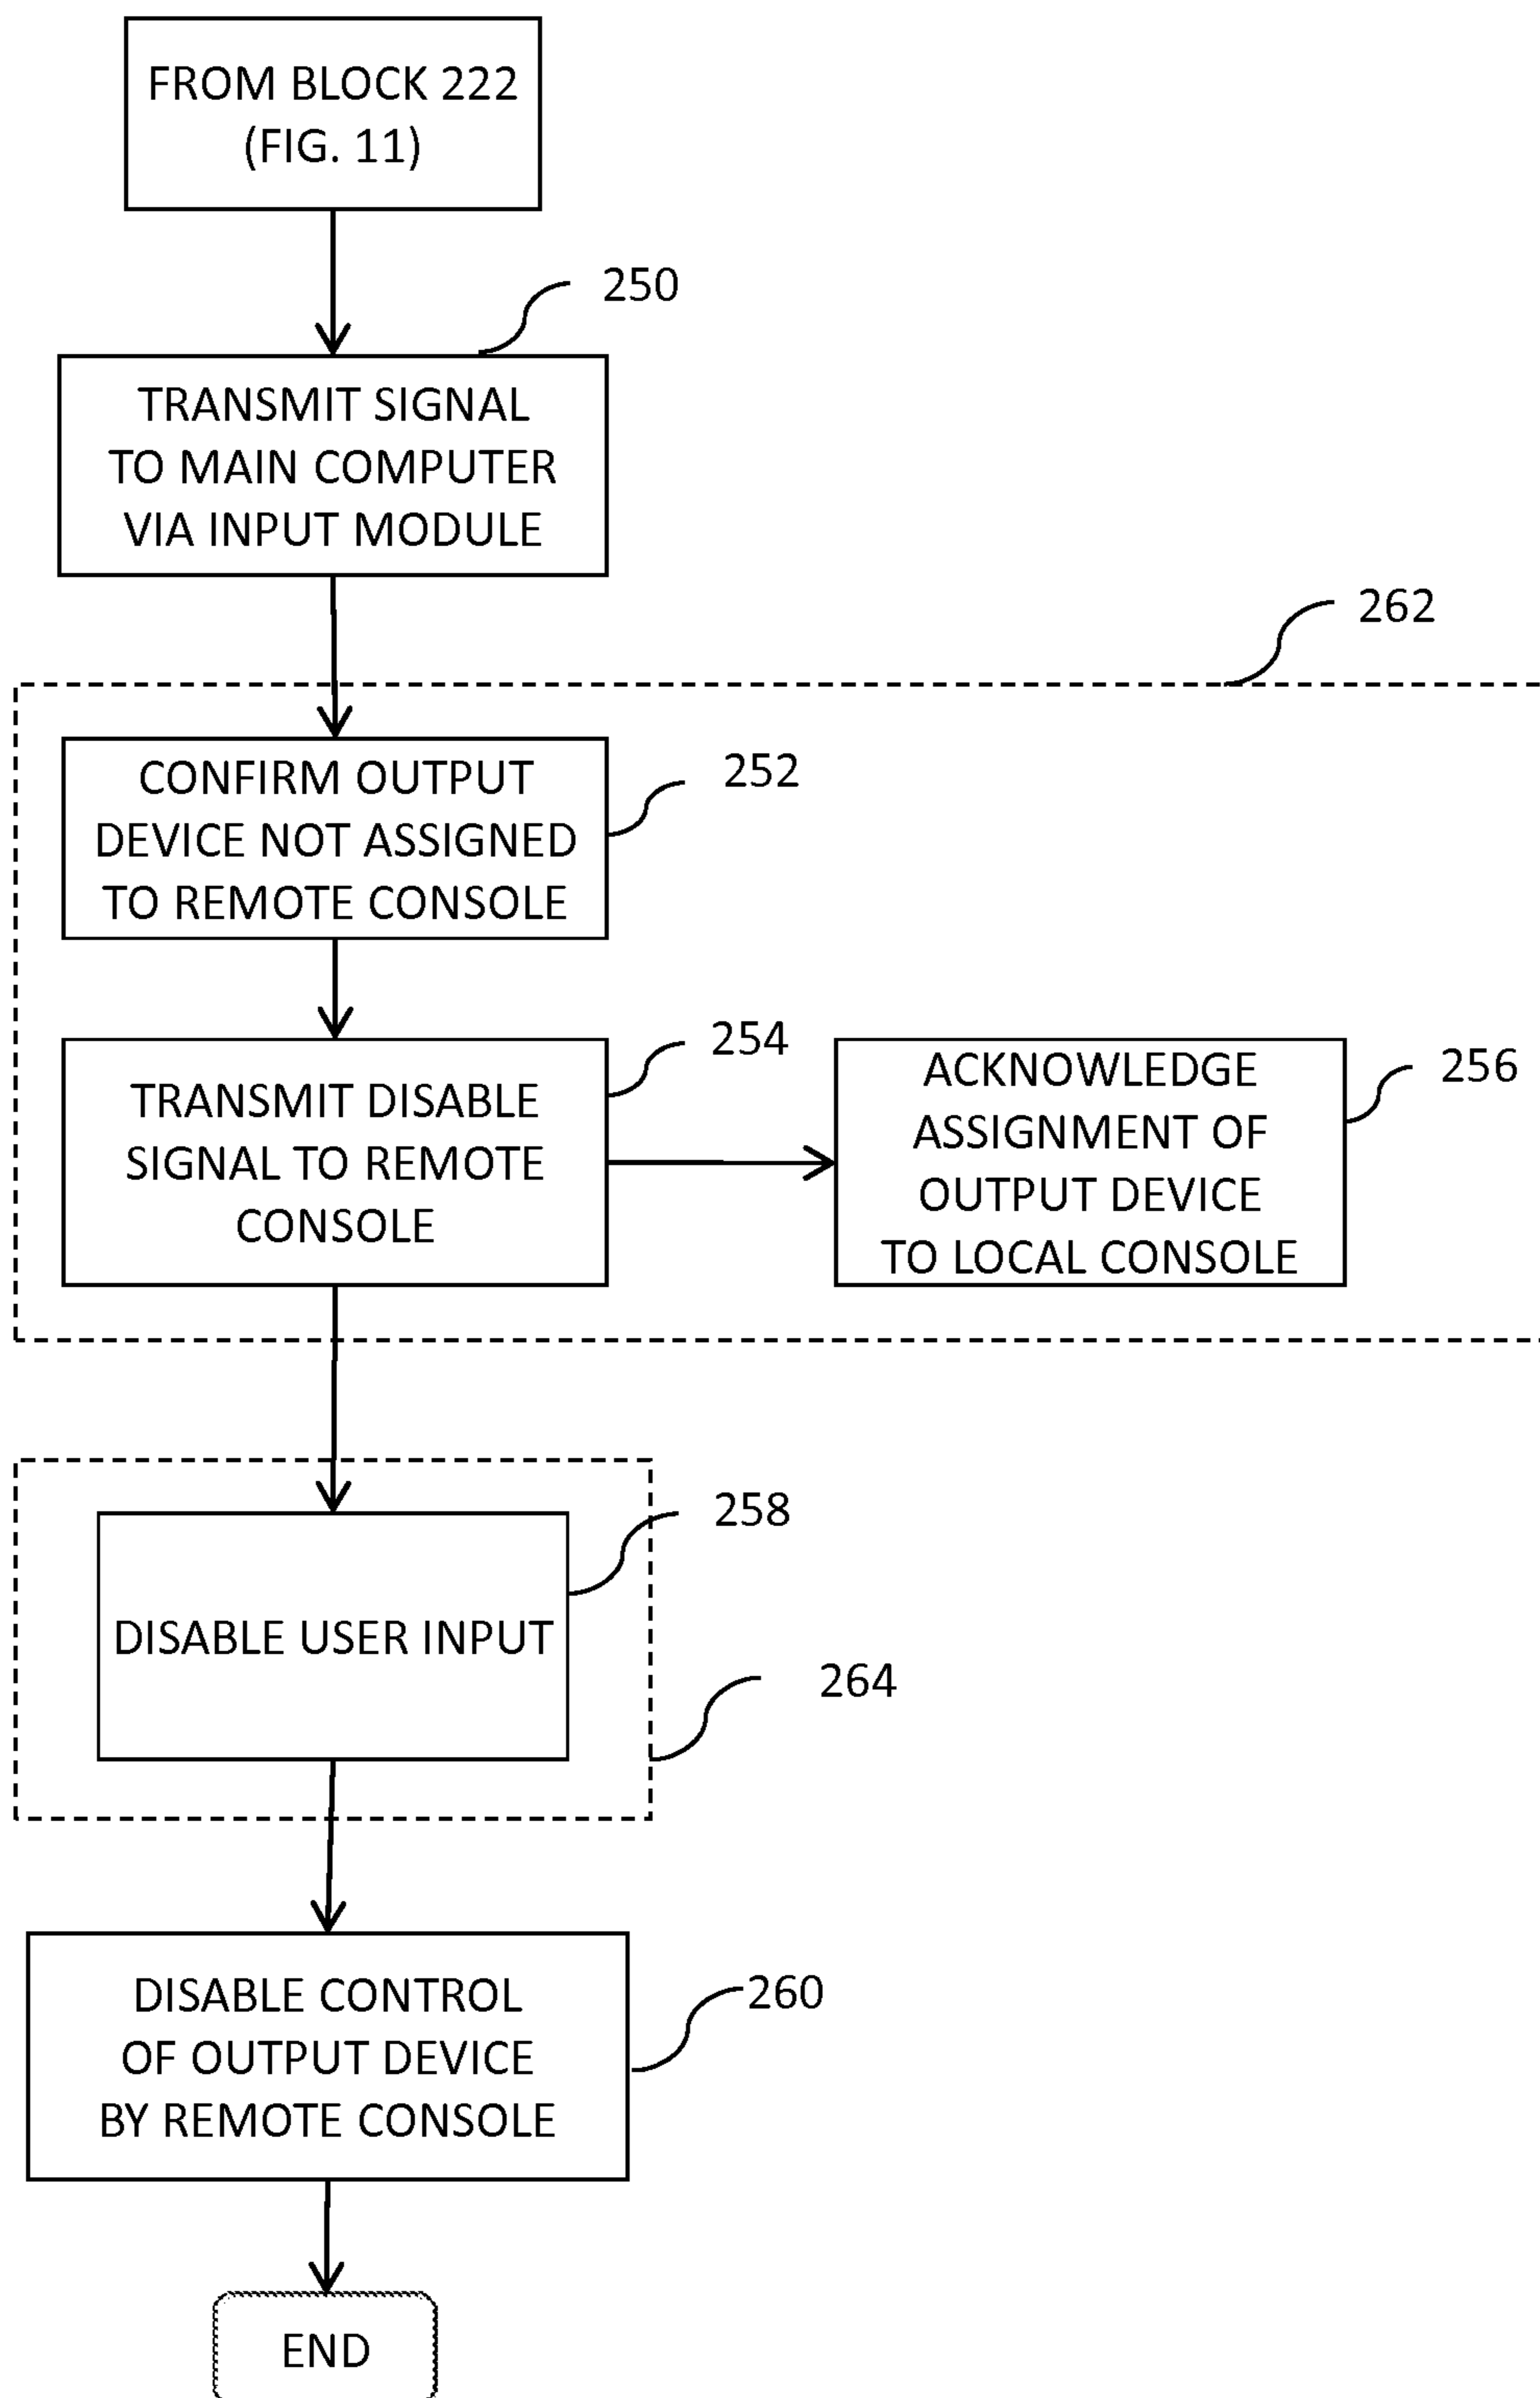 FROM BLOCK 222
(FIG. 11)
250
TRANSMIT SIGNAL
TO MAIN COMPUTER
VIA INPUT MODULE
262
CONFIRM OUTPUT
DEVICE NOT ASSIGNED
TO REMOTE CONSOLE
252
TRANSMIT DISABLE
SIGNAL TO REMOTE
CONSOLE
254
ACKNOWLEDGE
ASSIGNMENT OF
OUTPUT DEVICE
TO LOCAL CONSOLE
256
258
DISABLE USER INPUT
264
DISABLE CONTROL
OF OUTPUT DEVICE
BY REMOTE CONSOLE
260
END